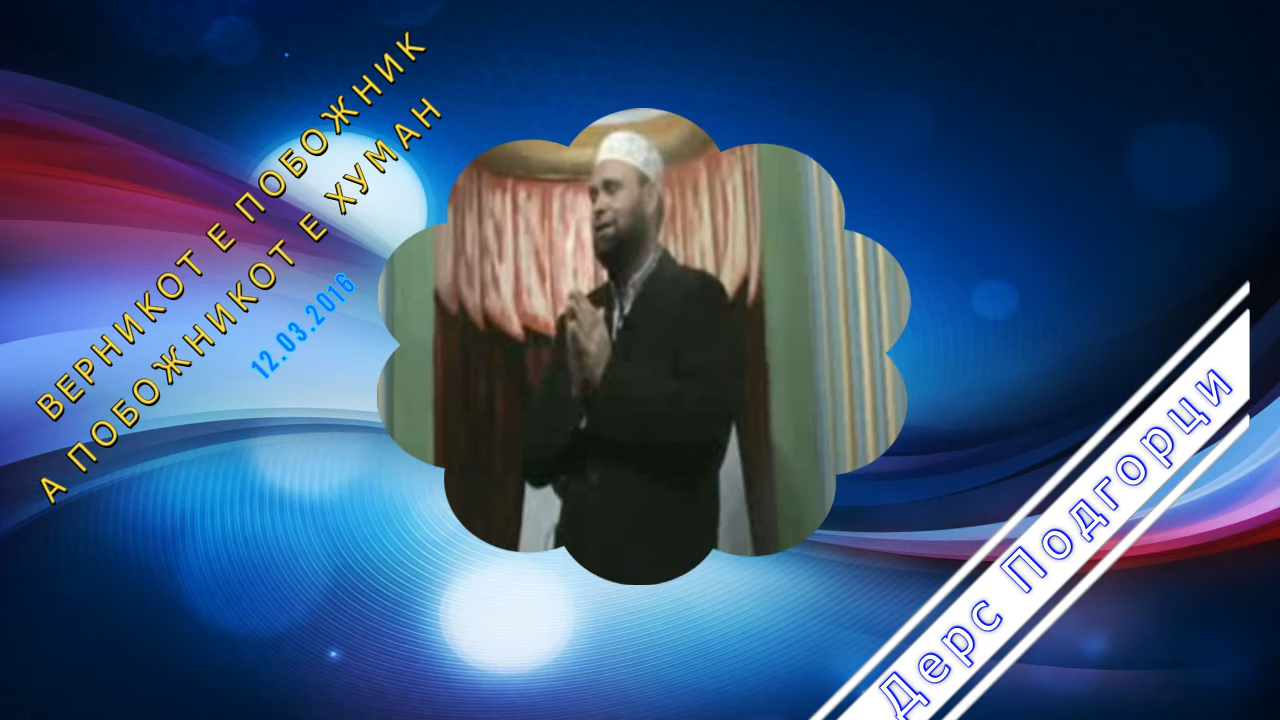 ВЕРНИКОТ Е ПОБОЖНИК
А ПОБОЖНИКОТ Е ХУМАН
12.03.2016
Дерс Подгорци